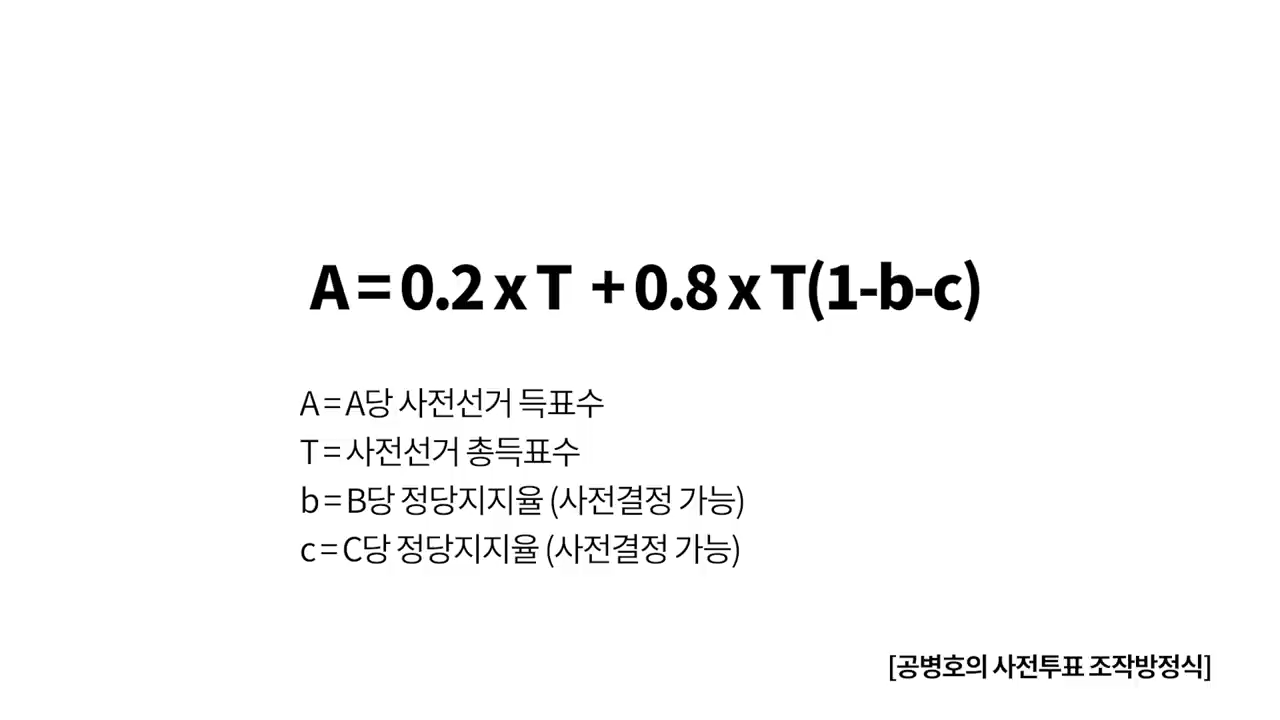 A = 0.2 x T + 0.8 x T(1-b-c)
A = A당 사전선거 득표수
T = 사전선거 총득표수
b = B당 정당지지율 (사전결정 가능)
c = C당 정당지지율 (사전결정 가능)
[공병호의 사전투표 조작방정식]